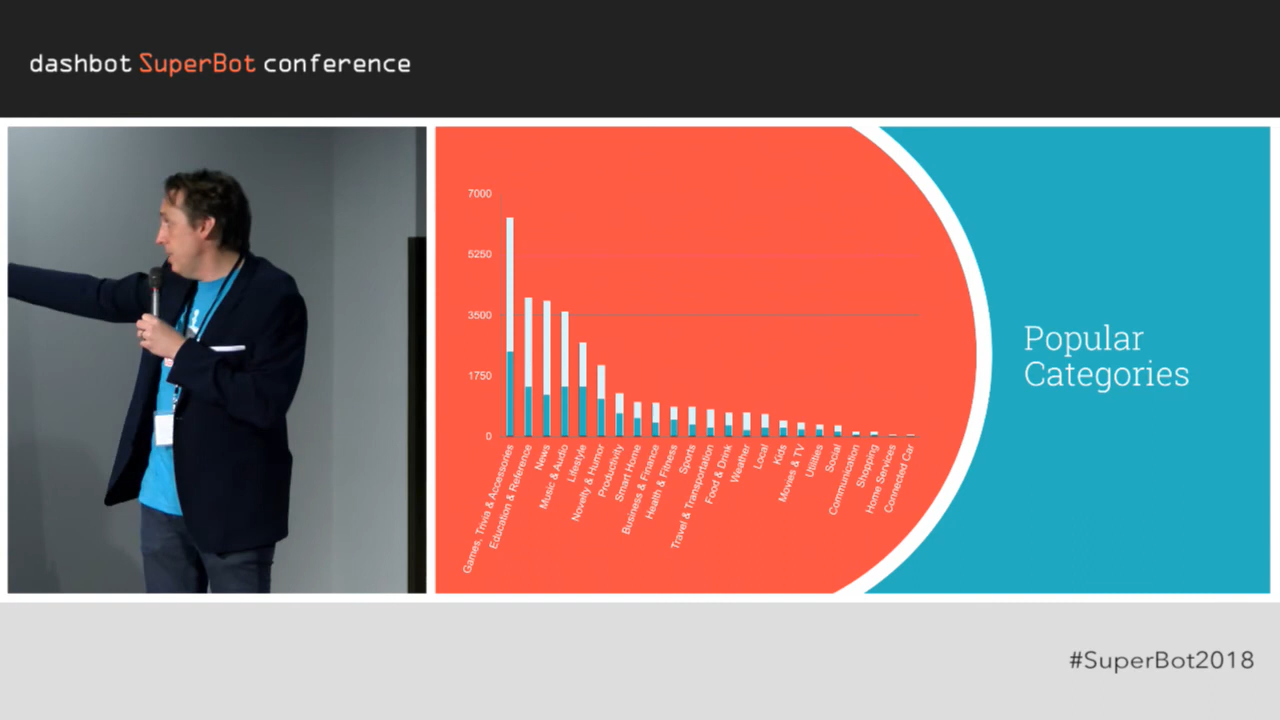 dashbot SuperBot conference
7000
5250
3500
1750
0
Games, Trivia & Accessories
Education & Reference
News
Music & Audio
Lifestyle
Novelty & Humor
Productivity
Smart Home
Business & Finance
Health & Fitness
Sports
Travel & Transportation
Food & Drink
Weather
Local
Kids
Movies & TV
Utilities
Social
Communication
Shopping
Home Services
Connected Car
Popular
Categories
#SuperBot2018